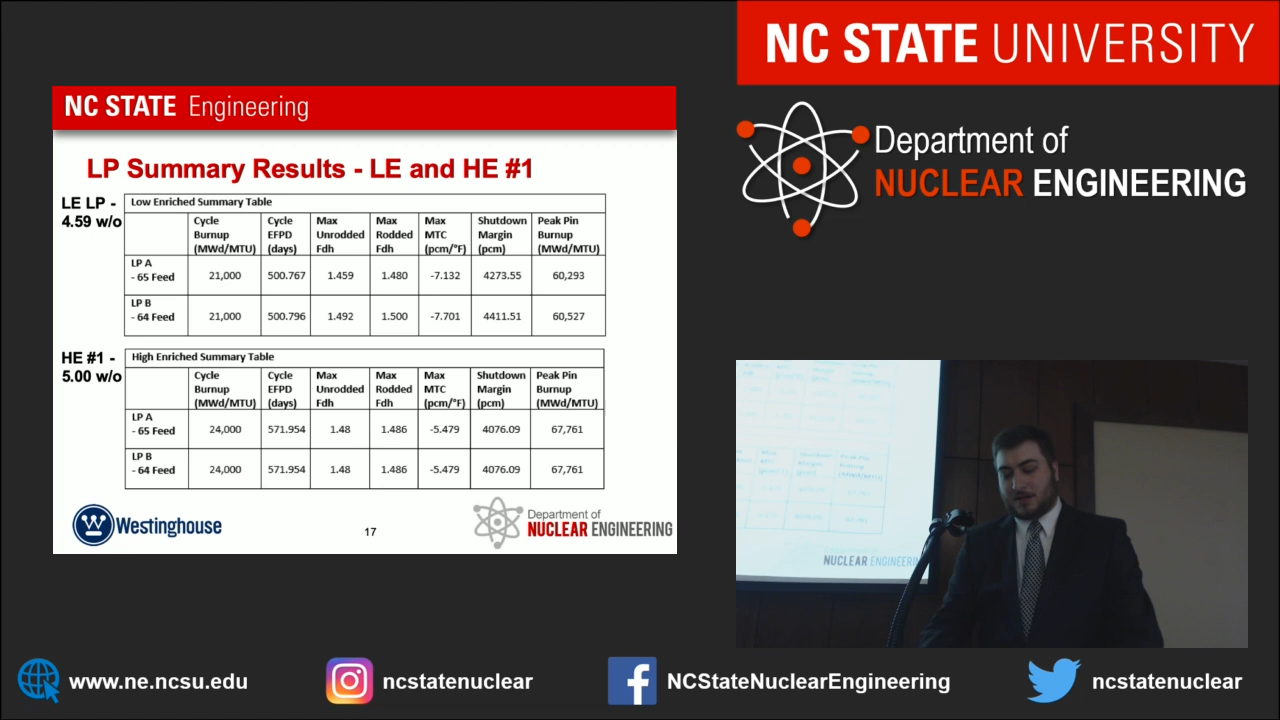 NC STATE UNIVERSITY
Department of
NUCLEAR ENGINEERING
NC STATE Engineering
LP Summary Results - LE and HE #1
LE LP -
4.59 w/o
Low Enriched Summary Table
Cycle Burnup (MWd/MTU) Cycle EFPD (days) Max Unrodded Fdh Max Rodded Fdh Max MTC (pcm/°F) Shutdown Margin (pcm) Peak Pin Burnup (MWd/MTU)
LP A - 65 Feed 21,000 500.767 1.459 1.480 -7.132 4273.55 60,293
LP B - 64 Feed 21,000 500.796 1.492 1.500 -7.701 4411.51 60,527
HE #1 -
5.00 w/o
High Enriched Summary Table
Cycle Burnup (MWd/MTU) Cycle EFPD (days) Max Unrodded Fdh Max Rodded Fdh Max MTC (pcm/°F) Shutdown Margin (pcm) Peak Pin Burnup (MWd/MTU)
LP A - 65 Feed 24,000 571.954 1.48 1.486 -5.479 4076.09 67,761
LP B - 64 Feed 24,000 571.954 1.48 1.486 -5.479 4076.09 67,761
W Westinghouse
17
Department of
NUCLEAR ENGINEERING
NUCLEAR ENGINEERI
www.ne.ncsu.edu
ncstatenuclear
NCStateNuclearEngineering
ncstatenuclear